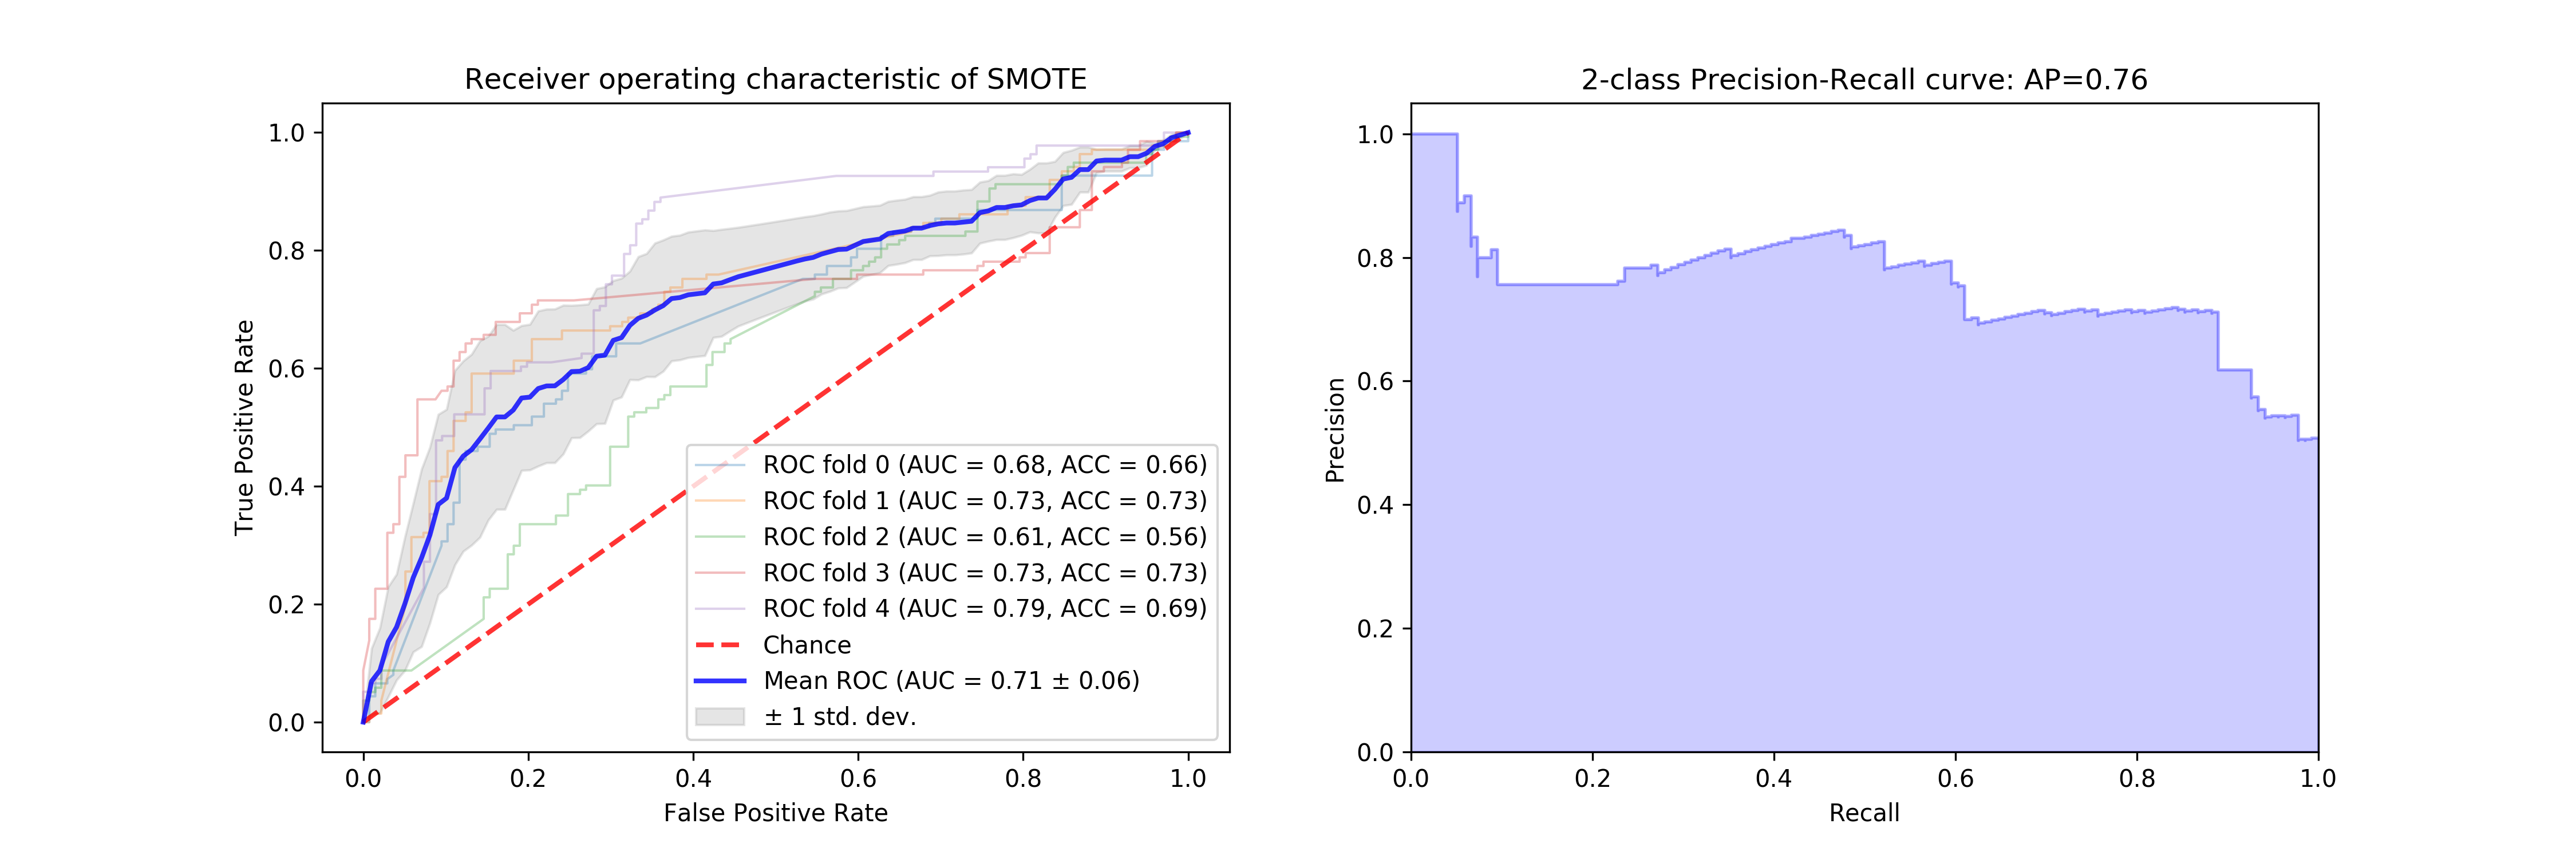 Receiver operating characteristic of SMOTE
True Positive Rate
1.0
0.8
0.6
0.4
0.2
0.0
ROC fold 0 (AUC = 0.68, ACC = 0.66)
ROC fold 1 (AUC = 0.73, ACC = 0.73)
ROC fold 2 (AUC = 0.61, ACC = 0.56)
ROC fold 3 (AUC = 0.73, ACC = 0.73)
ROC fold 4 (AUC = 0.79, ACC = 0.69)
Chance
Mean ROC (AUC = 0.71 ± 0.06)
± 1 std. dev.
0.0 0.2 0.4 0.6 0.8 1.0
False Positive Rate
2-class Precision-Recall curve: AP=0.76
Precision
1.0
0.8
0.6
0.4
0.2
0.0
0.0 0.2 0.4 0.6 0.8 1.0
Recall